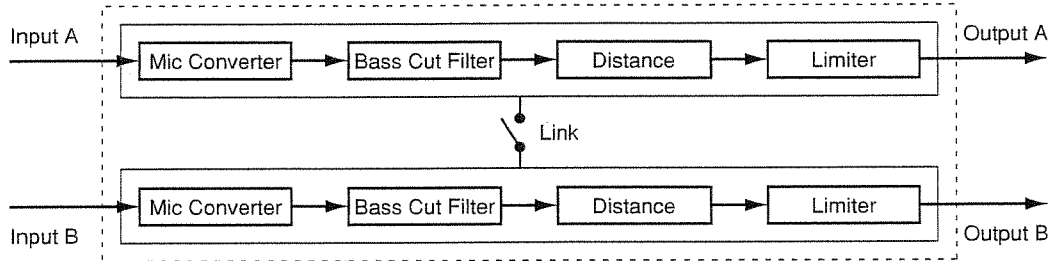 Input A
Output A
Mic Converter
Bass Cut Filter
Distance
Limiter
Link
Mic Converter
Bass Cut Filter
Distance
Limiter
Input B
Output B